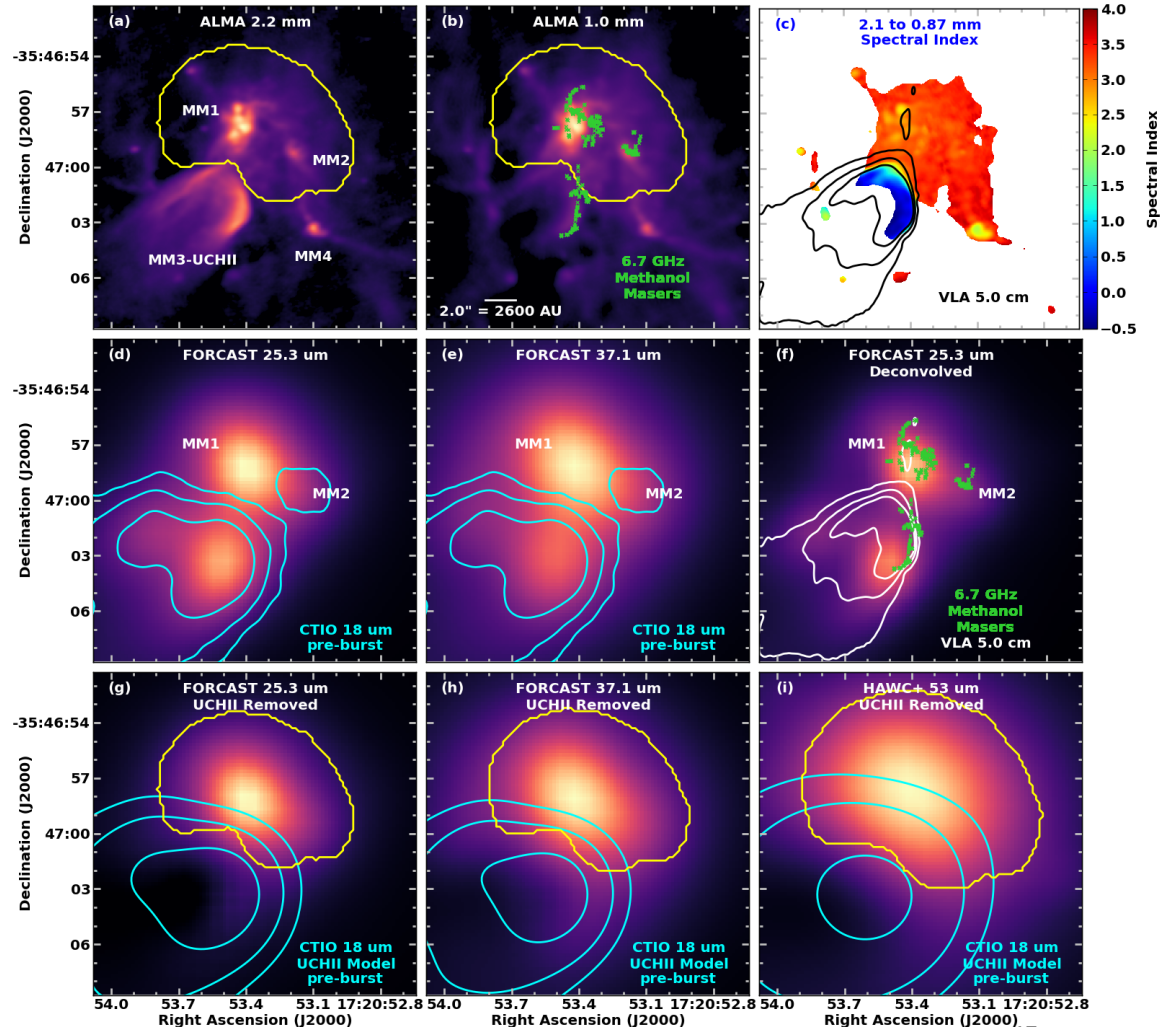 (a)
ALMA 2.2 mm
MM1
MM2
MM3-UCHII
MM4
-35:46:54
57
47:00
03
06
Declination (J2000)
(b)
ALMA 1.0 mm
6.7 GHz
Methanol
Masers
2.0" = 2600 AU
(c)
2.1 to 0.87 mm
Spectral Index
VLA 5.0 cm
4.0
3.5
3.0
2.5
2.0
1.5
1.0
0.5
0.0
−0.5
Spectral Index
(d)
FORCAST 25.3 um
MM1
MM2
CTIO 18 um
pre-burst
-35:46:54
57
47:00
03
06
Declination (J2000)
(e)
FORCAST 37.1 um
MM1
MM2
CTIO 18 um
pre-burst
(f)
FORCAST 25.3 um
Deconvolved
MM1
MM2
6.7 GHz
Methanol
Masers
VLA 5.0 cm
(g)
FORCAST 25.3 um
UCHII Removed
CTIO 18 um
UCHII Model
pre-burst
-35:46:54
57
47:00
03
06
Declination (J2000)
54.0 53.7 53.4 53.1 17:20:52.8
Right Ascension (J2000)
(h)
FORCAST 37.1 um
UCHII Removed
CTIO 18 um
UCHII Model
pre-burst
54.0 53.7 53.4 53.1 17:20:52.8
Right Ascension (J2000)
(i)
HAWC+ 53 um
UCHII Removed
CTIO 18 um
UCHII Model
pre-burst
54.0 53.7 53.4 53.1 17:20:52.8
Right Ascension (J2000)